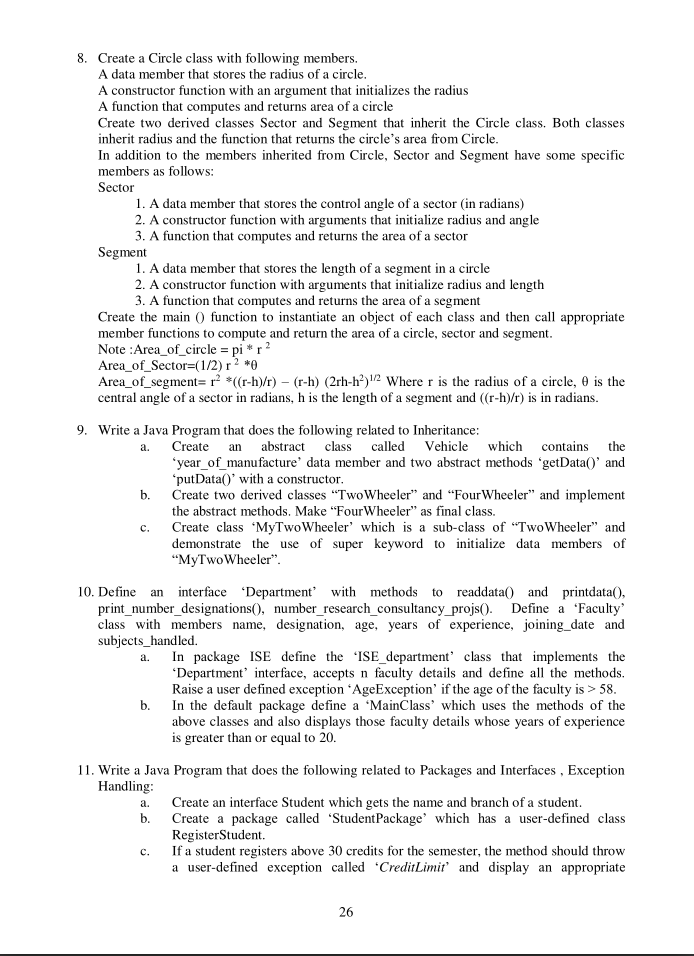 8. Create a Circle class with following members.
A data member that stores the radius of a circle.
A constructor function with an argument that initializes the radius
A function that computes and returns area of a circle
Create two derived classes Sector and Segment that inherit the Circle class. Both classes
inherit radius and the function that returns the circle's area from Circle.
In addition to the members inherited from Circle, Sector and Segment have some specific
members as follows:
Sector
1. A data member that stores the control angle of a sector (in radians)
2. A constructor function with arguments that initialize radius and angle
3. A function that computes and returns the area of a sector
Segment
1. A data member that stores the length of a segment in a circle
2. A constructor function with arguments that initialize radius and length
3. A function that computes and returns the area of a segment
Create the main () function to instantiate an object of each class and then call appropriate
member functions to compute and return the area of a circle, sector and segment.
Note :Area_of_circle = pi * r ²
Area_of_Sector=(1/2) r ² *θ
Area_of_segment= r² *((r-h)/r) – (r-h) (2rh-h²)¹/² Where r is the radius of a circle, θ is the
central angle of a sector in radians, h is the length of a segment and ((r-h)/r) is in radians.
9. Write a Java Program that does the following related to Inheritance:
a. Create an abstract class called Vehicle which contains the
‘year_of_manufacture’ data member and two abstract methods ‘getData()’ and
‘putData()’ with a constructor.
b. Create two derived classes “TwoWheeler” and “FourWheeler” and implement
the abstract methods. Make “FourWheeler” as final class.
c. Create class ‘MyTwoWheeler’ which is a sub-class of “TwoWheeler” and
demonstrate the use of super keyword to initialize data members of
“MyTwoWheeler”.
10. Define an interface ‘Department’ with methods to readdata() and printdata(),
print_number_designations(), number_research_consultancy_projs(). Define a ‘Faculty’
class with members name, designation, age, years of experience, joining_date and
subjects_handled.
a. In package ISE define the ‘ISE_department’ class that implements the
‘Department’ interface, accepts n faculty details and define all the methods.
Raise a user defined exception ‘AgeException’ if the age of the faculty is > 58.
b. In the default package define a ‘MainClass’ which uses the methods of the
above classes and also displays those faculty details whose years of experience
is greater than or equal to 20.
11. Write a Java Program that does the following related to Packages and Interfaces , Exception
Handling:
a. Create an interface Student which gets the name and branch of a student.
b. Create a package called ‘StudentPackage’ which has a user-defined class
RegisterStudent.
c. If a student registers above 30 credits for the semester, the method should throw
a user-defined exception called ‘CreditLimit’ and display an appropriate
26